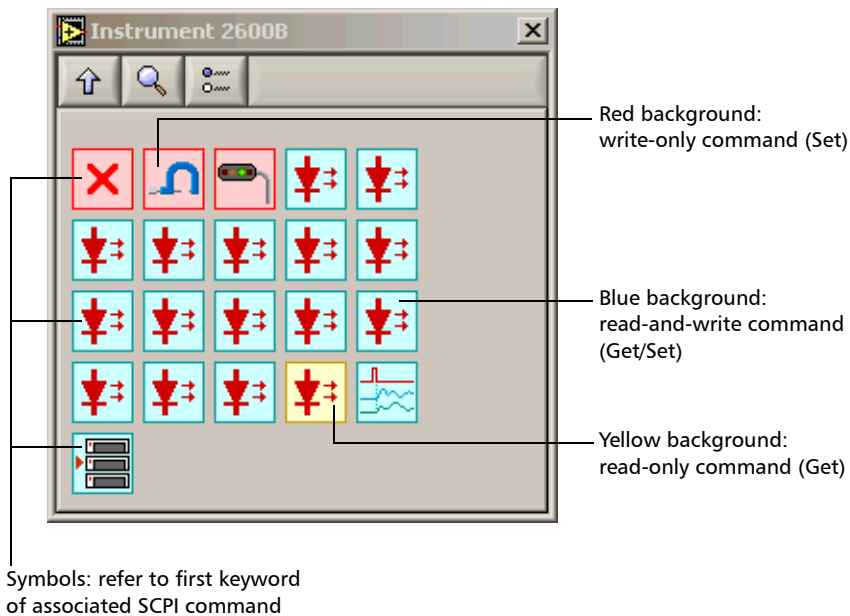 Instrument 2600B
Red background:
write-only command (Set)
Blue background:
read-and-write command
(Get/Set)
Yellow background:
read-only command (Get)
Symbols: refer to first keyword
of associated SCPI command